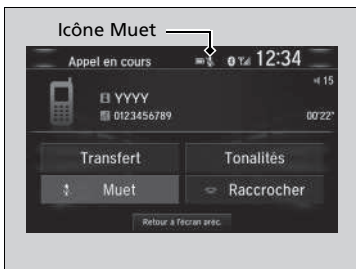 Icône Muet
Appel en cours 12:34
15
YYYY
0123456789 00'22"
Transfert Tonalités
Muet Raccrocher
Retour à l'écran préc.